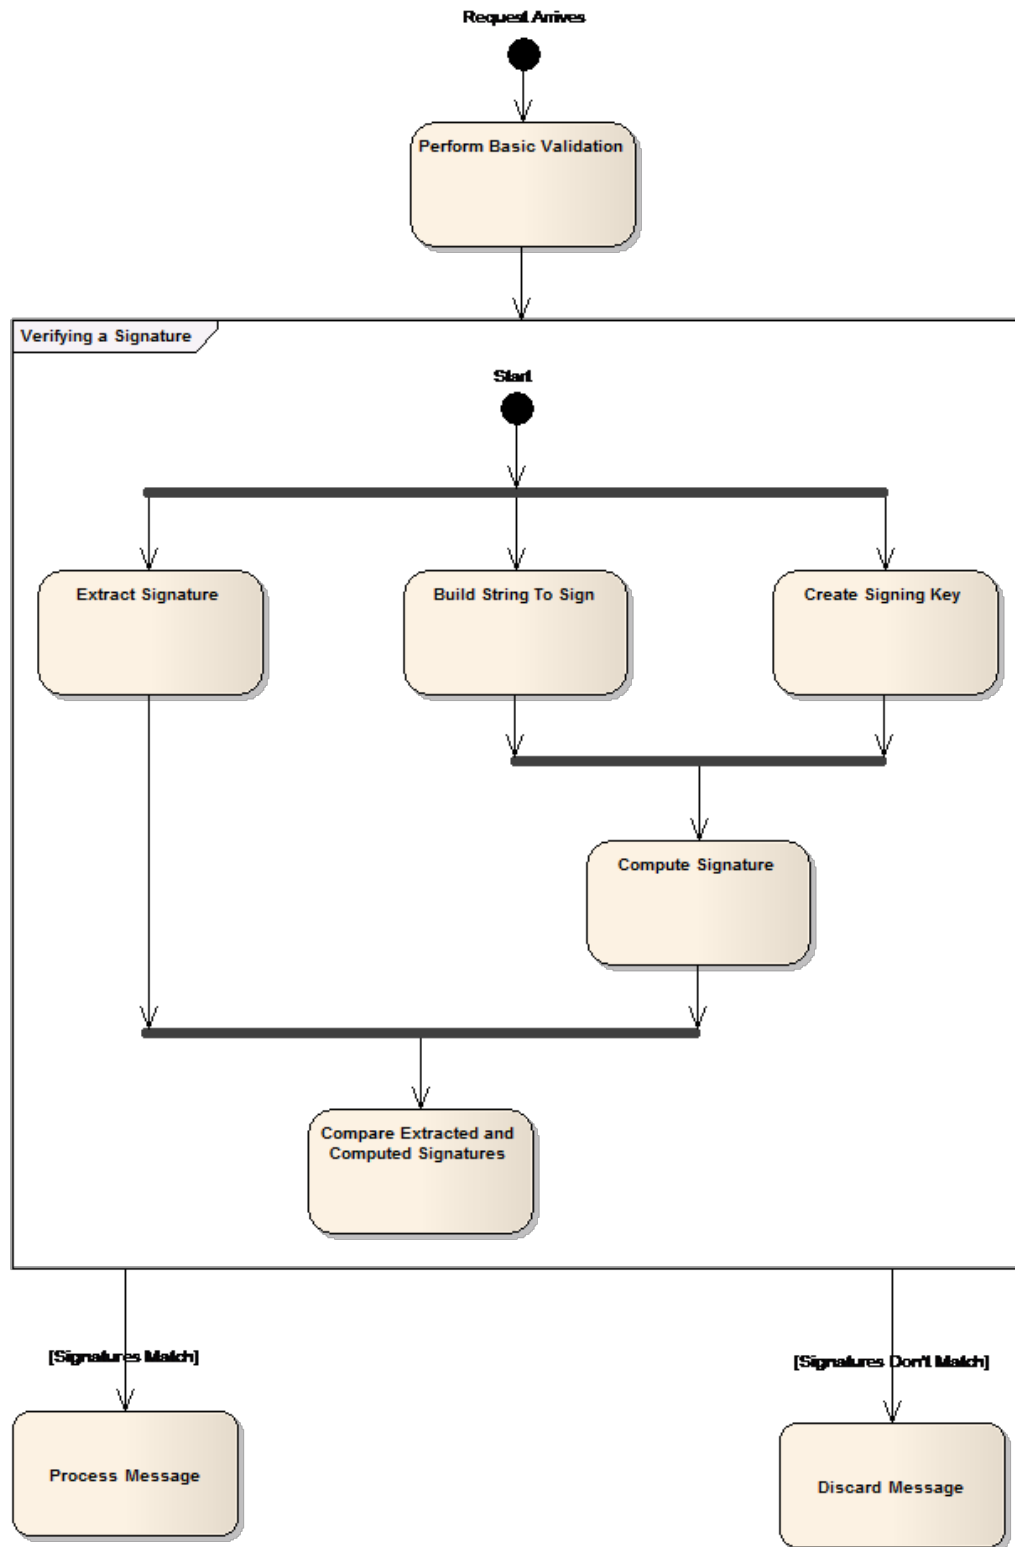 Request Arrives
Perform Basic Validation
Verifying a Signature
Start
Extract Signature
Build String To Sign
Create Signing Key
Compute Signature
Compare Extracted and
Computed Signatures
[Signatures Match]
[Signatures Don't Match]
Process Message
Discard Message